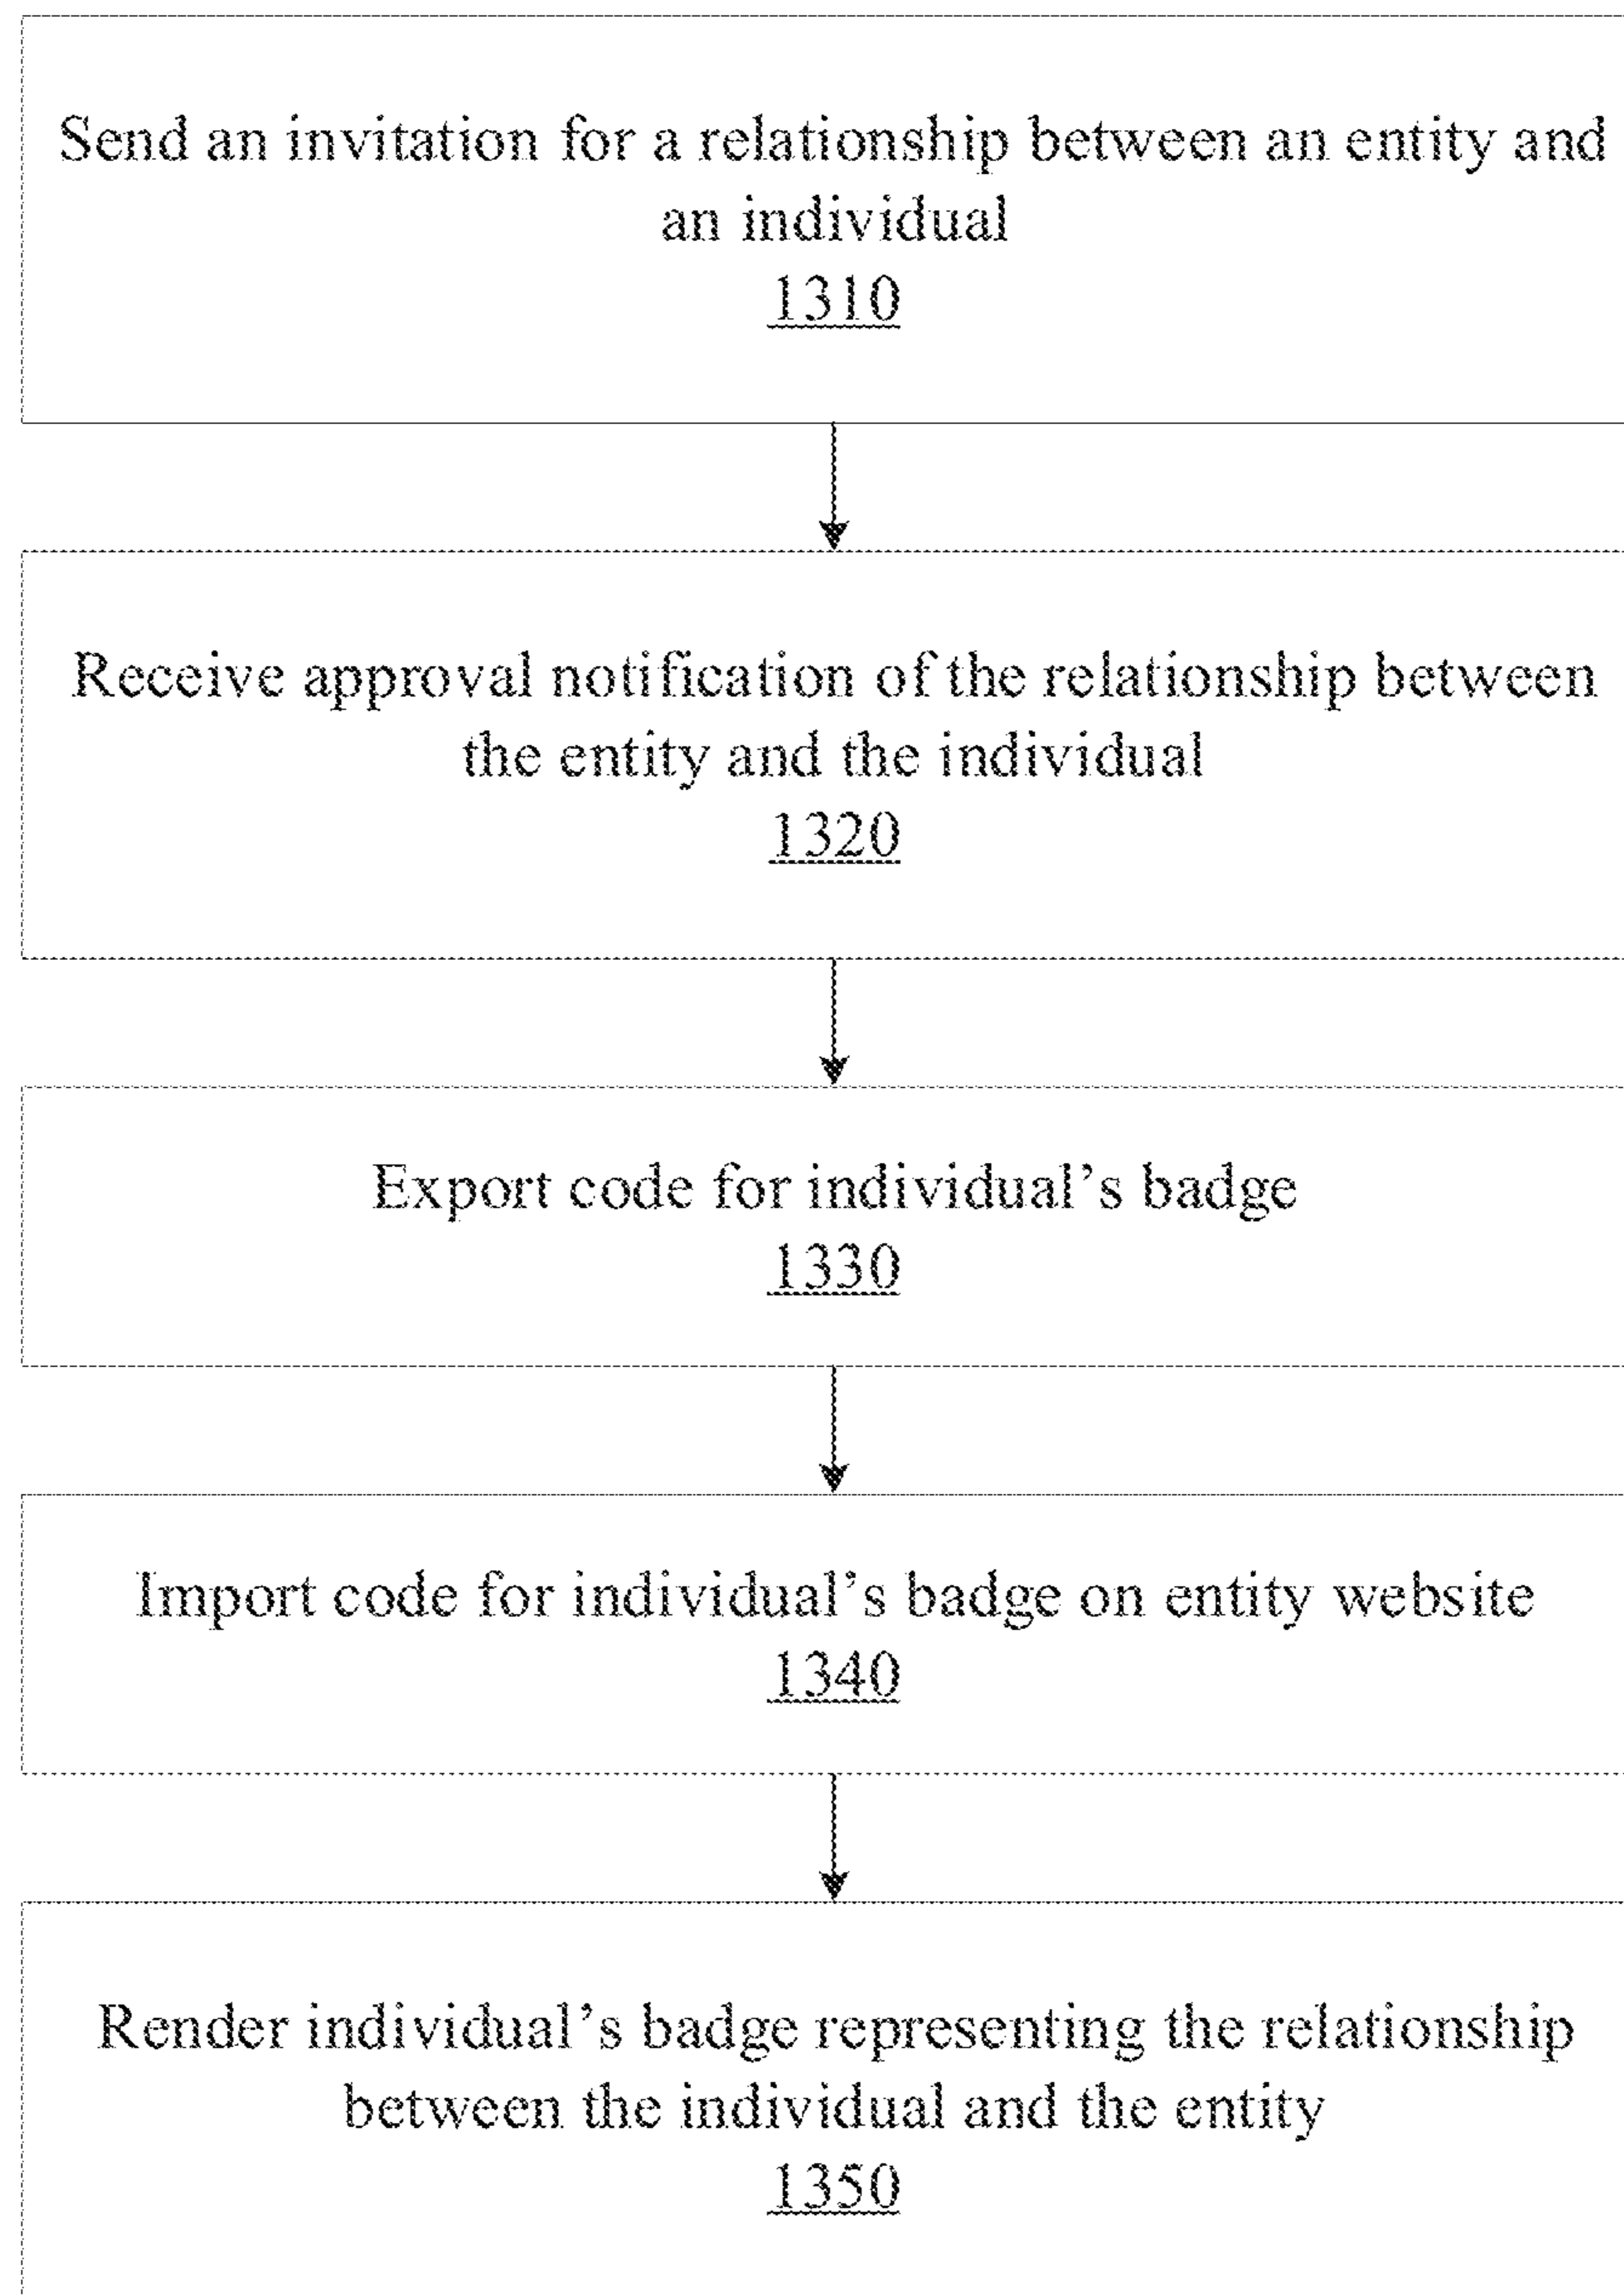 Send an invitation for a relationship between an entity and
an individual
1310
Receive approval notification of the relationship between
the entity and the individual
1320
Export code for individual’s badge
1330
Import code for individual’s badge on entity website
1340
Render individual’s badge representing the relationship
between the individual and the entity
1350